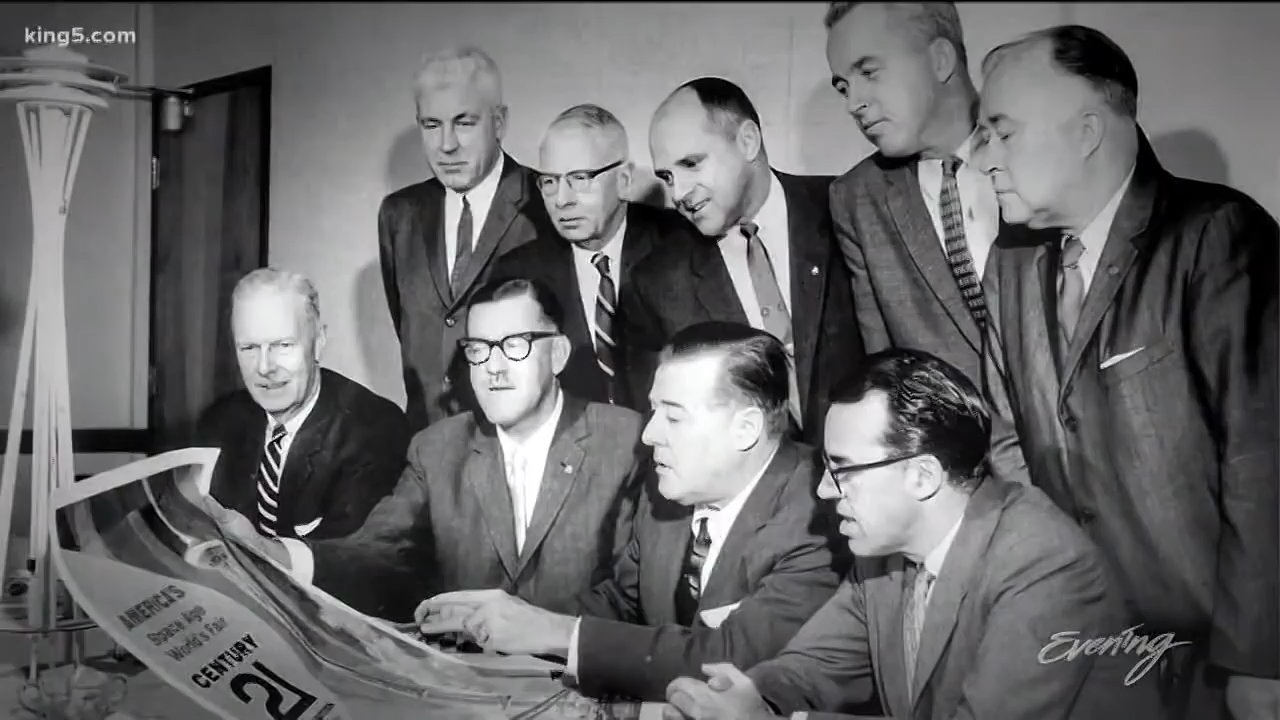 king5.com
AMERICA'S
Space Age
World's Fair
CENTURY
21
Evening